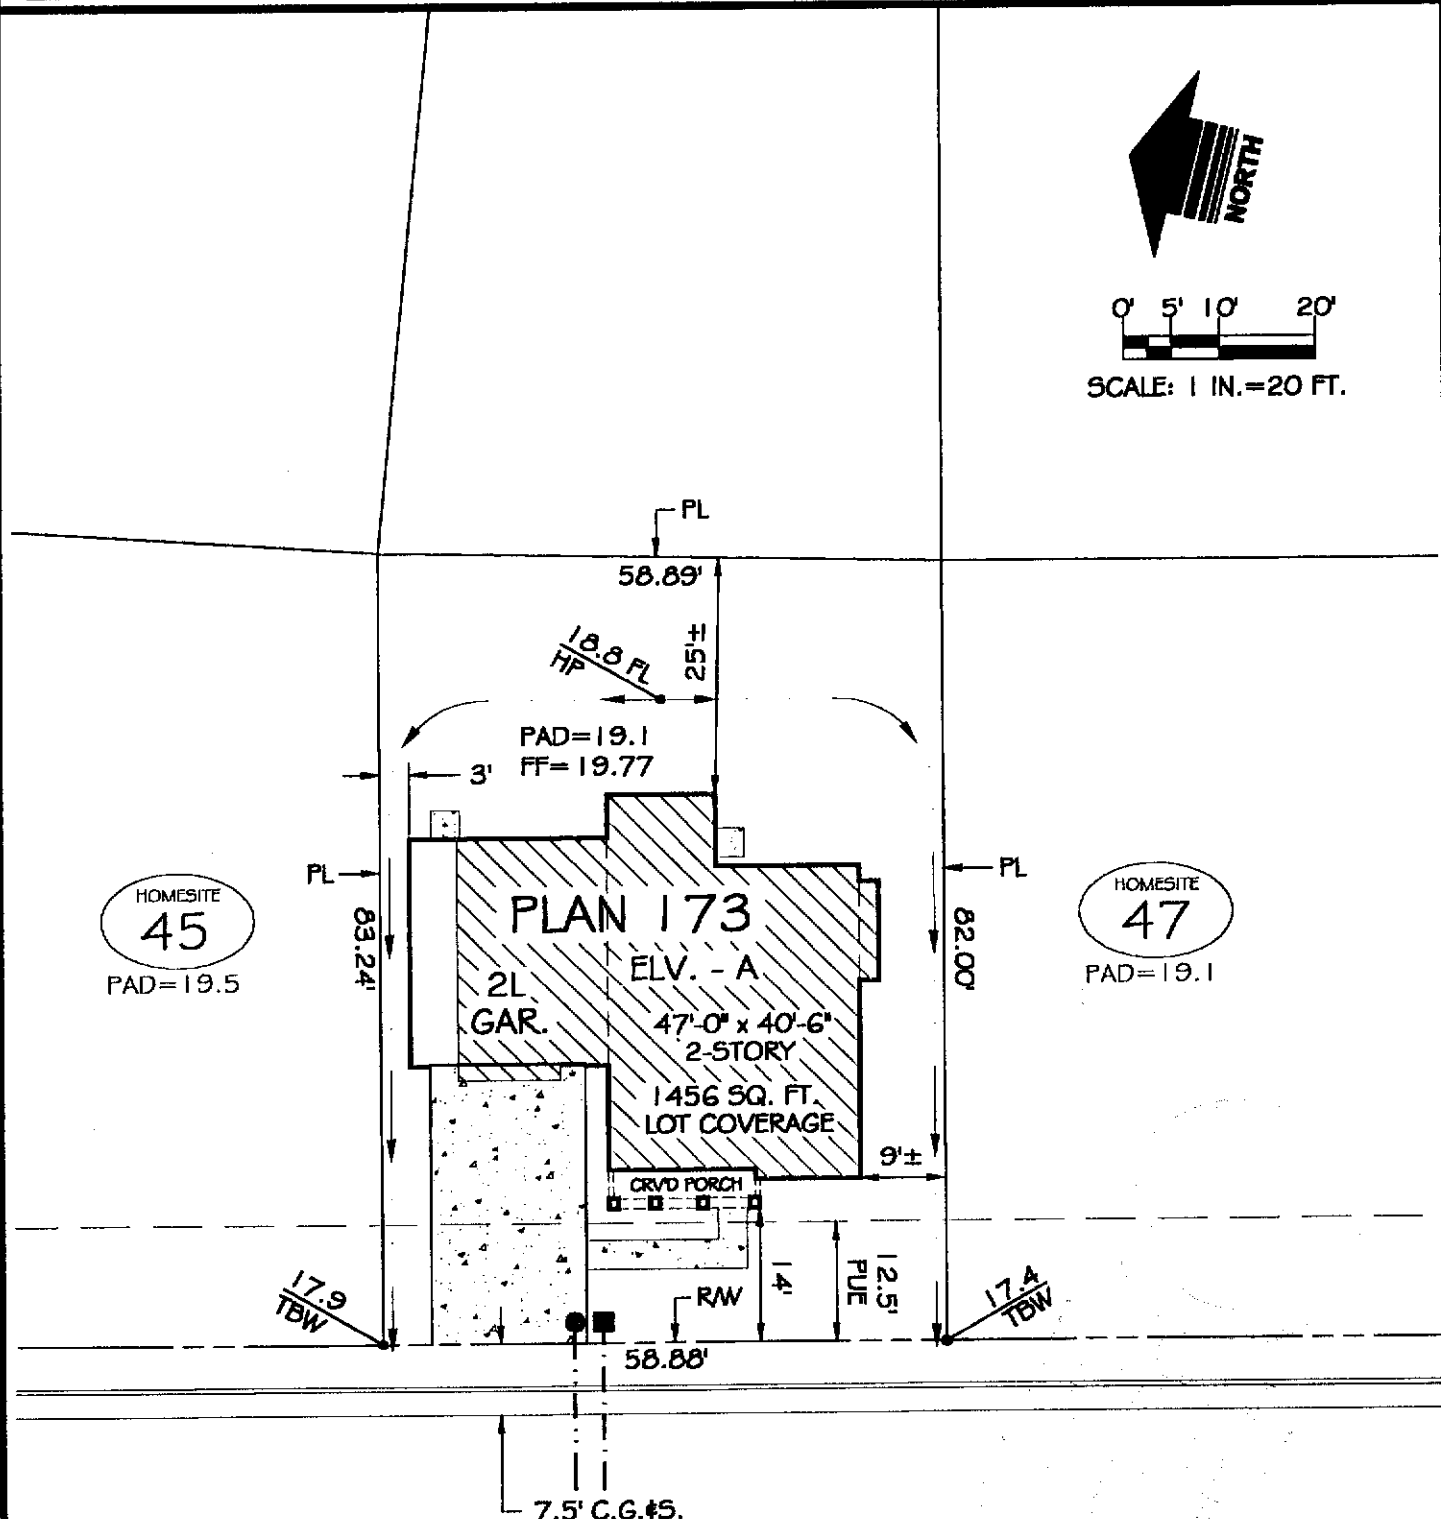 NORTH
0' 5' 10' 20'
SCALE: 1 IN.=20 FT.
PL
58.89'
25'±
18.8 FL
HP
PAD=19.1
FF=19.77
3'
PL
PL
HOMESITE
45
PAD=19.5
83.24'
PLAN 173
ELV. - A
2L
GAR.
47'-0" x 40'-6"
2-STORY
1456 SQ. FT.
LOT COVERAGE
82.00'
HOMESITE
47
PAD=19.1
9'±
CRV'D PORCH
14'
12.5'
PUE
R/W
17.9
TBW
17.4
TBW
58.88'
7.5' C.G.&S.